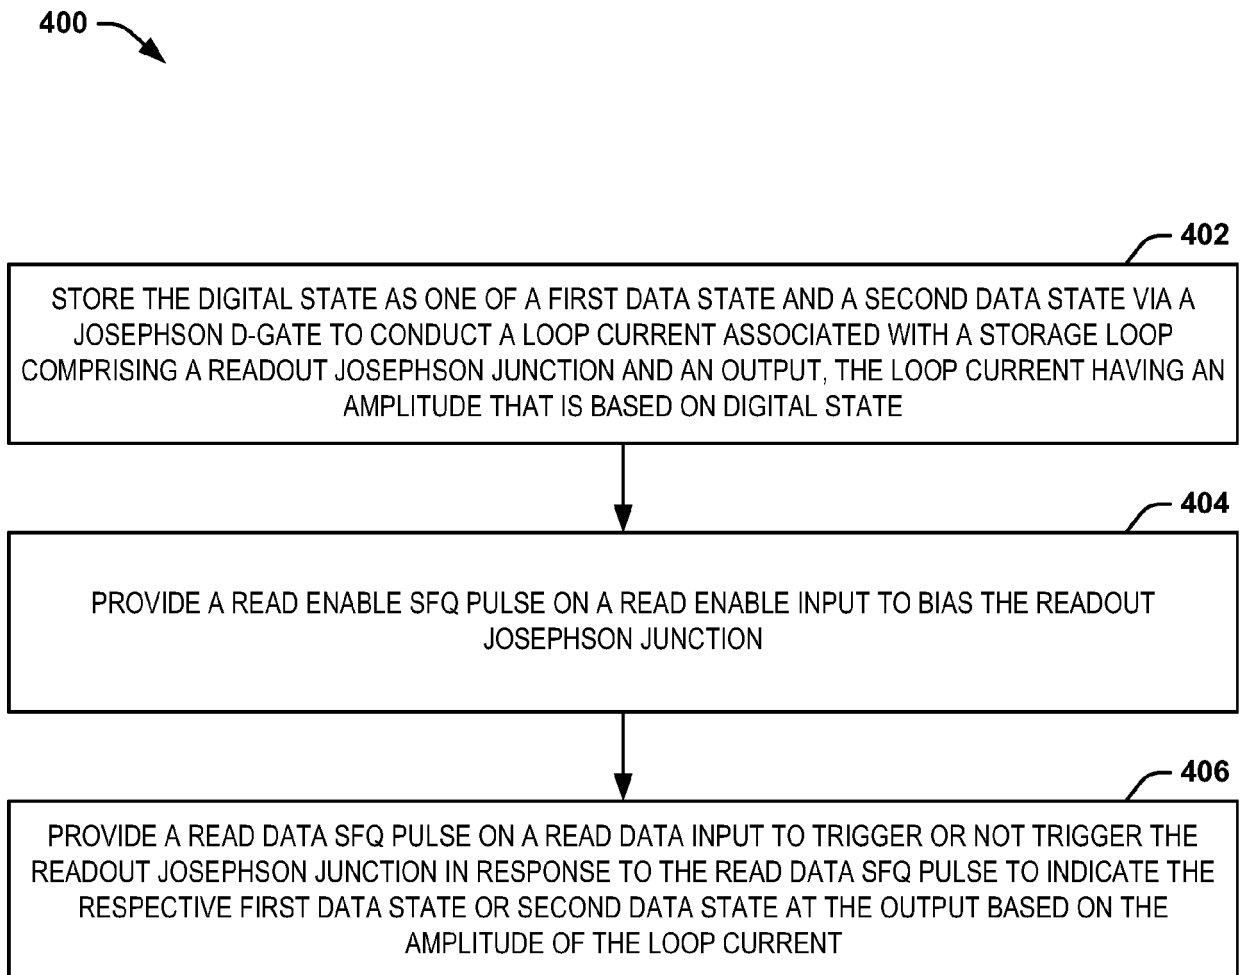 400
402
STORE THE DIGITAL STATE AS ONE OF A FIRST DATA STATE AND A SECOND DATA STATE VIA A
JOSEPHSON D-GATE TO CONDUCT A LOOP CURRENT ASSOCIATED WITH A STORAGE LOOP
COMPRISING A READOUT JOSEPHSON JUNCTION AND AN OUTPUT, THE LOOP CURRENT HAVING AN
AMPLITUDE THAT IS BASED ON DIGITAL STATE
404
PROVIDE A READ ENABLE SFQ PULSE ON A READ ENABLE INPUT TO BIAS THE READOUT
JOSEPHSON JUNCTION
406
PROVIDE A READ DATA SFQ PULSE ON A READ DATA INPUT TO TRIGGER OR NOT TRIGGER THE
READOUT JOSEPHSON JUNCTION IN RESPONSE TO THE READ DATA SFQ PULSE TO INDICATE THE
RESPECTIVE FIRST DATA STATE OR SECOND DATA STATE AT THE OUTPUT BASED ON THE
AMPLITUDE OF THE LOOP CURRENT